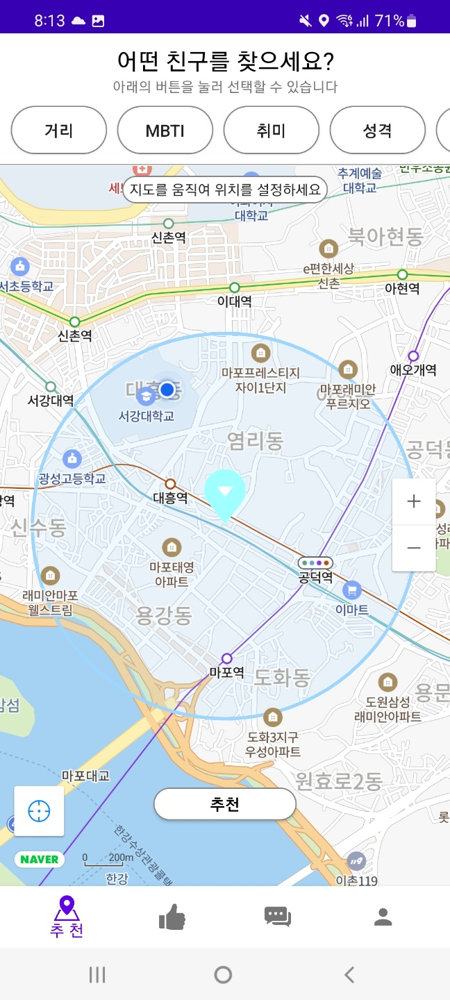 8:13
71%
어떤 친구를 찾으세요?
아래의 버튼을 눌러 선택할 수 있습니다
거리
MBTI
취미
성격
추계예술
대학교
지도를 움직여 위치를 설정하세요
대학교
신촌역
북아현동
e편한세상
신촌
서초등학교
아현역
이대역
신촌역
마포프레스티지
자이1단지
애오개역
마포래미안
푸르지오
서강대역
대흥동
서강대학교
염리동
공덕동
광성고등학교
대흥역
+
신수동
−
마포태영
아파트
공덕역
래미안마포
웰스트림
이마트
용강동
마포역
도화동
도원삼성
래미안아파트
용문
밤섬
도화3지구
우성아파트
마포대교
원효로2동
추천
롯
NAVER
0 200m
한강수상관광콜택
한강
119
이촌119
추천